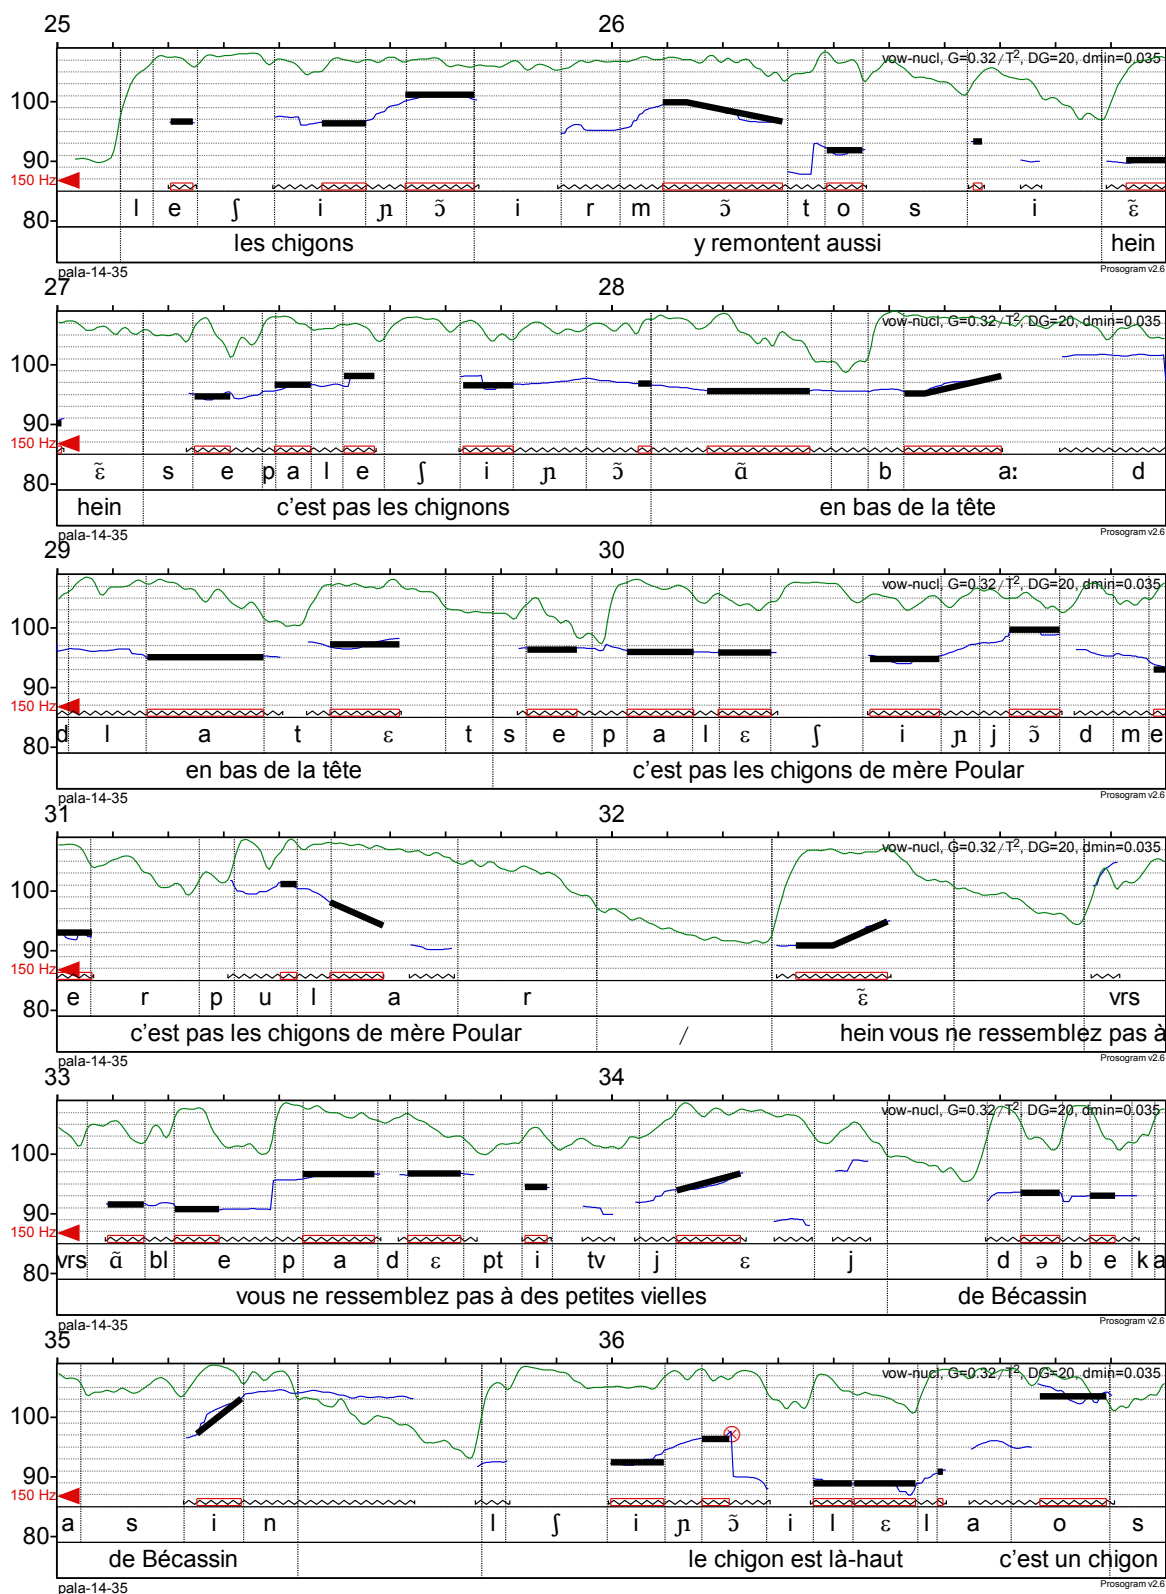 25 26
vow-nucl, G=0.32/T², DG=20, dmin=0.035
100
90
150 Hz
80
l e ʃ i ɲ ɔ̃ i r m ɔ̃ t o s i ɛ̃
les chigons y remontent aussi hein
pala-14-35 Prosogram v2.6
27 28
vow-nucl, G=0.32/T², DG=20, dmin=0.035
100
90
150 Hz
80
ɛ̃ s e p a l e ʃ i ɲ ɔ̃ ɑ̃ b aː d
hein c'est pas les chignons en bas de la tête
pala-14-35 Prosogram v2.6
29 30
vow-nucl, G=0.32/T², DG=20, dmin=0.035
100
90
150 Hz
80
d l a t ɛ t s e p a l ɛ ʃ i ɲ j ɔ̃ d m e
en bas de la tête c'est pas les chigons de mère Poular
pala-14-35 Prosogram v2.6
31 32
vow-nucl, G=0.32/T², DG=20, dmin=0.035
100
90
150 Hz
80
e r p u l a r ɛ̃ vrs
c'est pas les chigons de mère Poular / hein vous ne ressemblez pas à
pala-14-35 Prosogram v2.6
33 34
vow-nucl, G=0.32/T², DG=20, dmin=0.035
100
90
150 Hz
80
vrs ɑ̃ bl e p a d ɛ pt i tv j ɛ j d ə b e k a
vous ne ressemblez pas à des petites vielles de Bécassin
pala-14-35 Prosogram v2.6
35 36
vow-nucl, G=0.32/T², DG=20, dmin=0.035
100
90
150 Hz
80
a s i n l ʃ i ɲ ɔ̃ i l ɛ l a o s
de Bécassin le chigon est là-haut c'est un chigon
pala-14-35 Prosogram v2.6